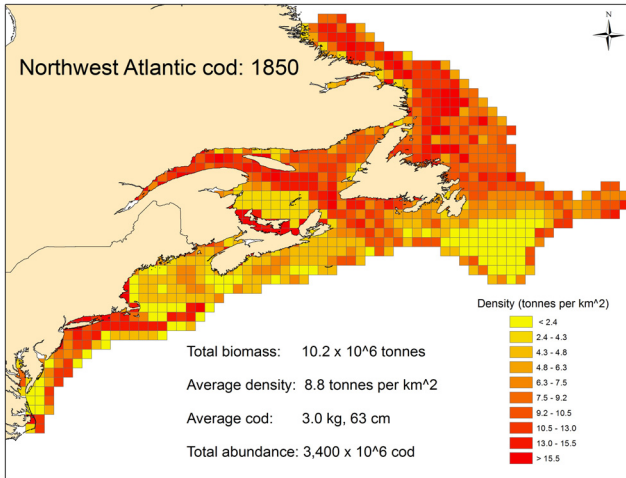 N
Northwest Atlantic cod: 1850
Density (tonnes per km^2)
< 2.4
2.4 - 4.3
4.3 - 4.8
4.8 - 6.3
6.3 - 7.5
7.5 - 9.2
9.2 - 10.5
10.5 - 13.0
13.0 - 15.5
> 15.5
Total biomass: 10.2 x 10^6 tonnes
Average density: 8.8 tonnes per km^2
Average cod: 3.0 kg, 63 cm
Total abundance: 3,400 x 10^6 cod